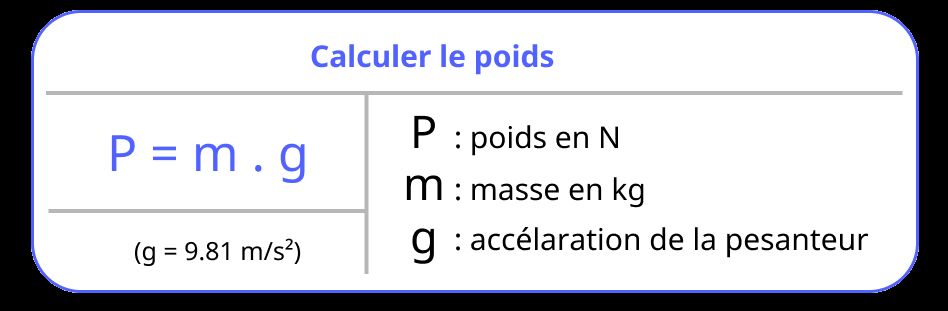 Calculer le poids
P = m . g
(g = 9.81 m/s²)
P : poids en N
m : masse en kg
g : accélaration de la pesanteur